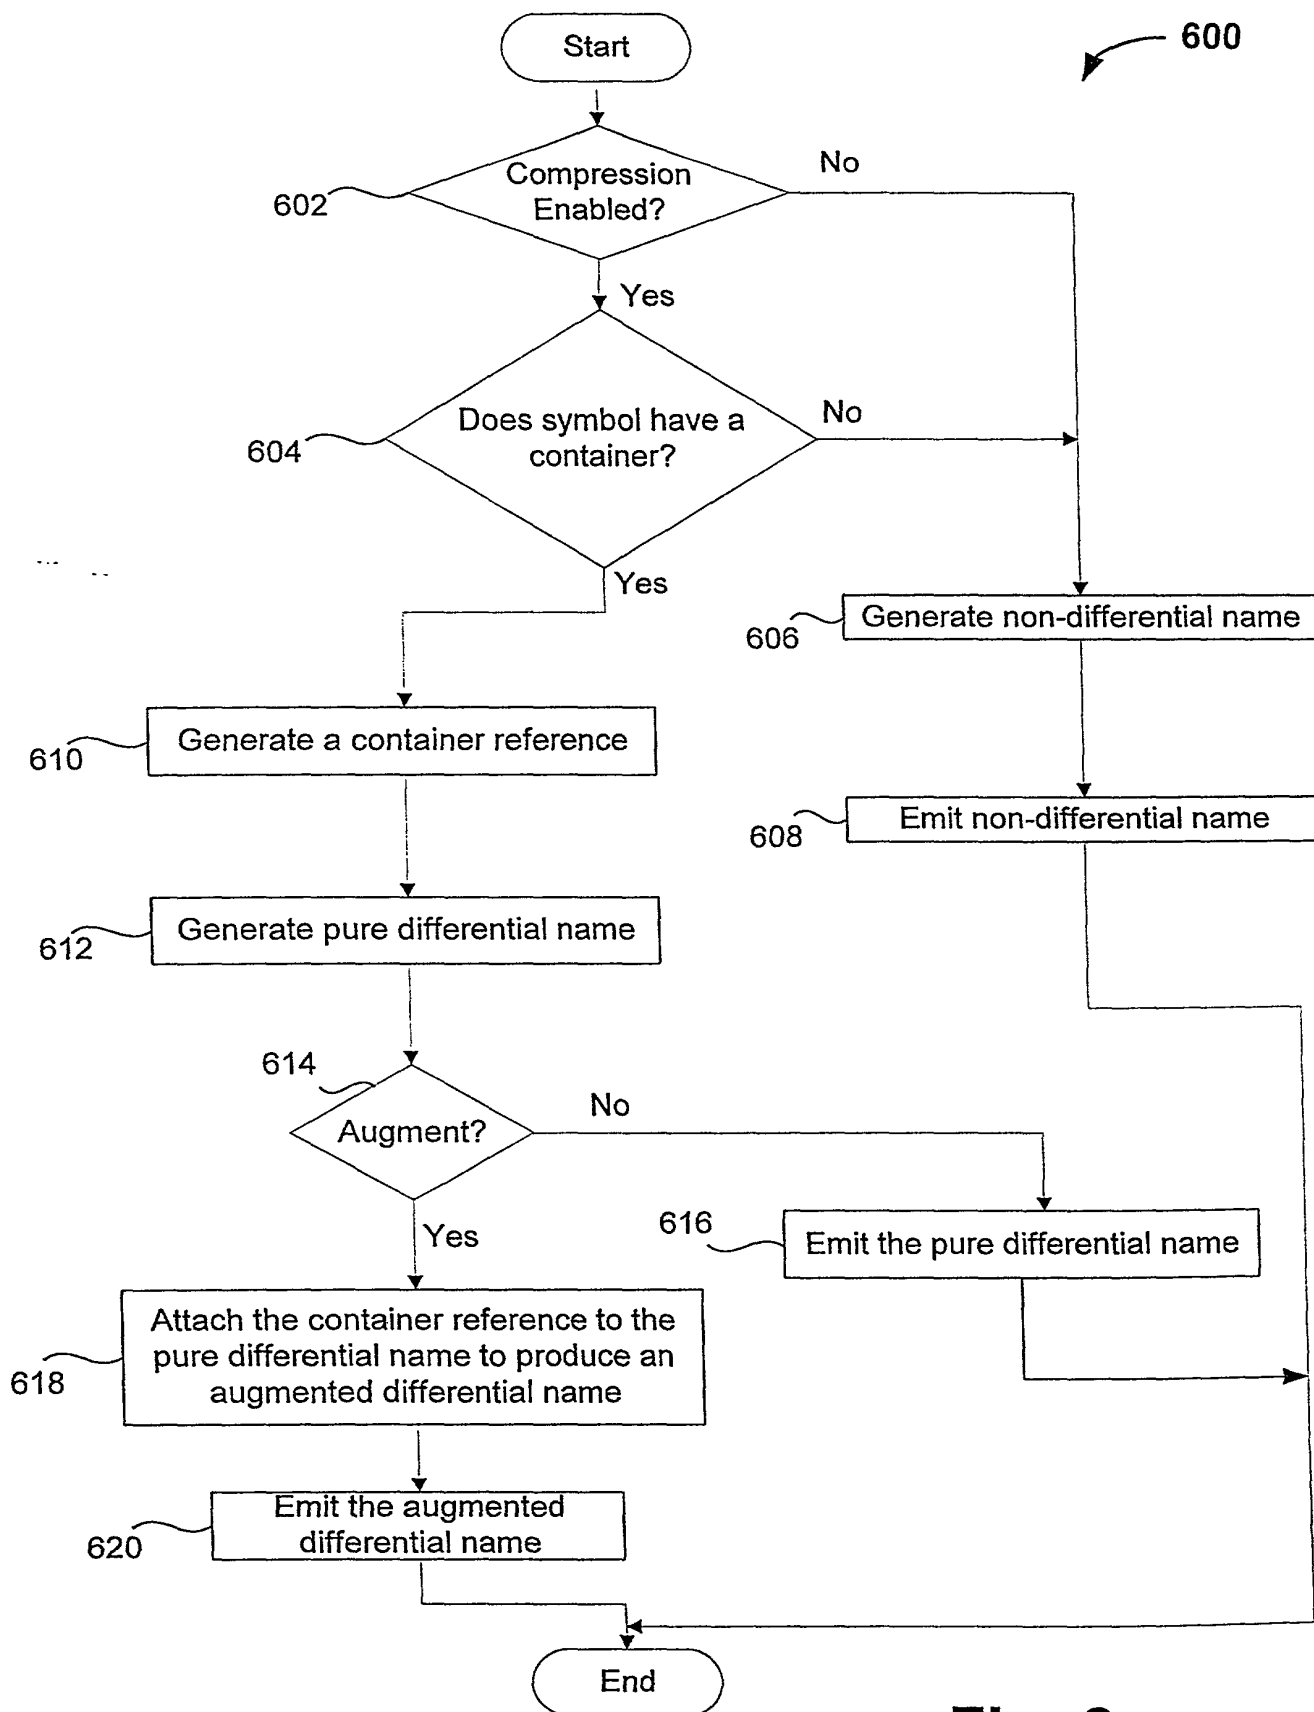 Start
600
Compression
Enabled?
No
602
Yes
Does symbol have a
container?
No
604
Yes
Generate non-differential name
606
Generate a container reference
610
Emit non-differential name
608
Generate pure differential name
612
614
Augment?
No
Yes
616
Emit the pure differential name
Attach the container reference to the
pure differential name to produce an
augmented differential name
618
Emit the augmented
differential name
620
End